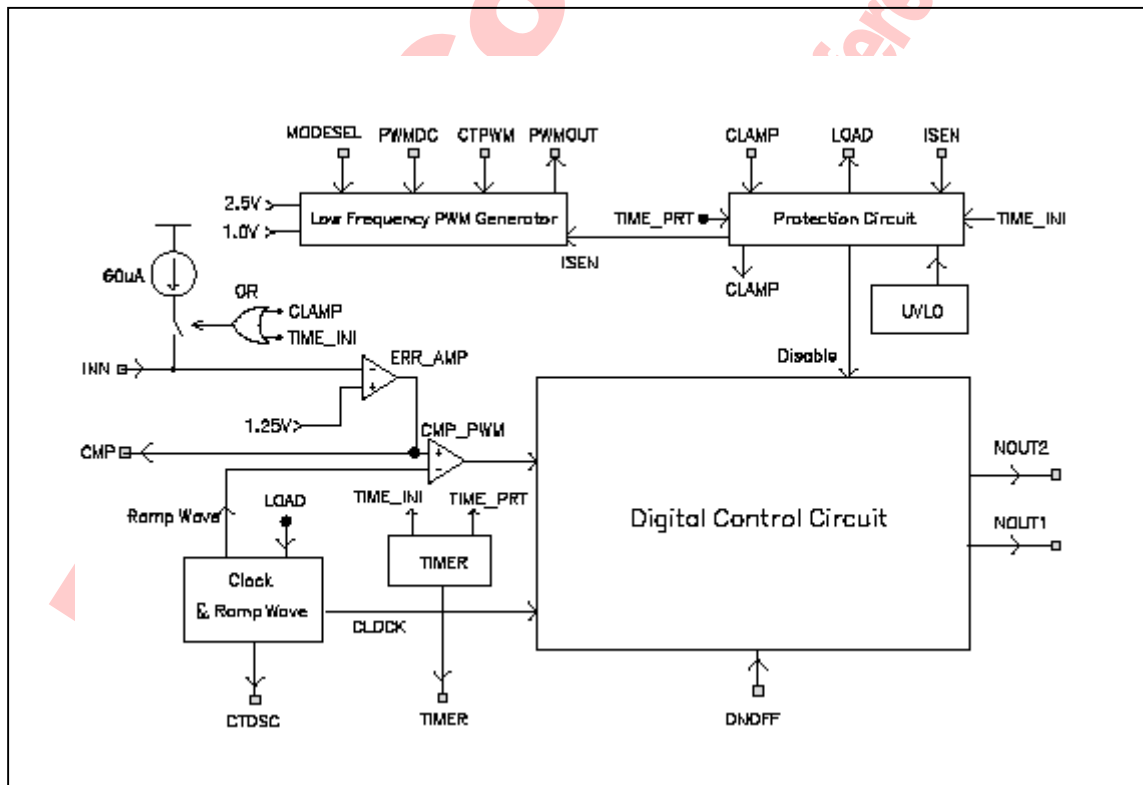 MODESEL PWMDC CTPWM PWMOUT CLAMP LOAD ISEN
2.5V
1.0V
Low Frequency PWM Generator
TIME_PRT
Protection Circuit
TIME_INI
ISEN
CLAMP
UVLO
60uA
OR
CLAMP
TIME_INI
Disable
INN
ERR_AMP
-
+
1.25V
CMP
CMP_PWM
+
-
NOUT2
Ramp Wave
LOAD
TIME_INI TIME_PRT
Digital Control Circuit
NOUT1
TIMER
Clock
& Ramp Wave
CLOCK
CTOSC
TIMER
ONOFF